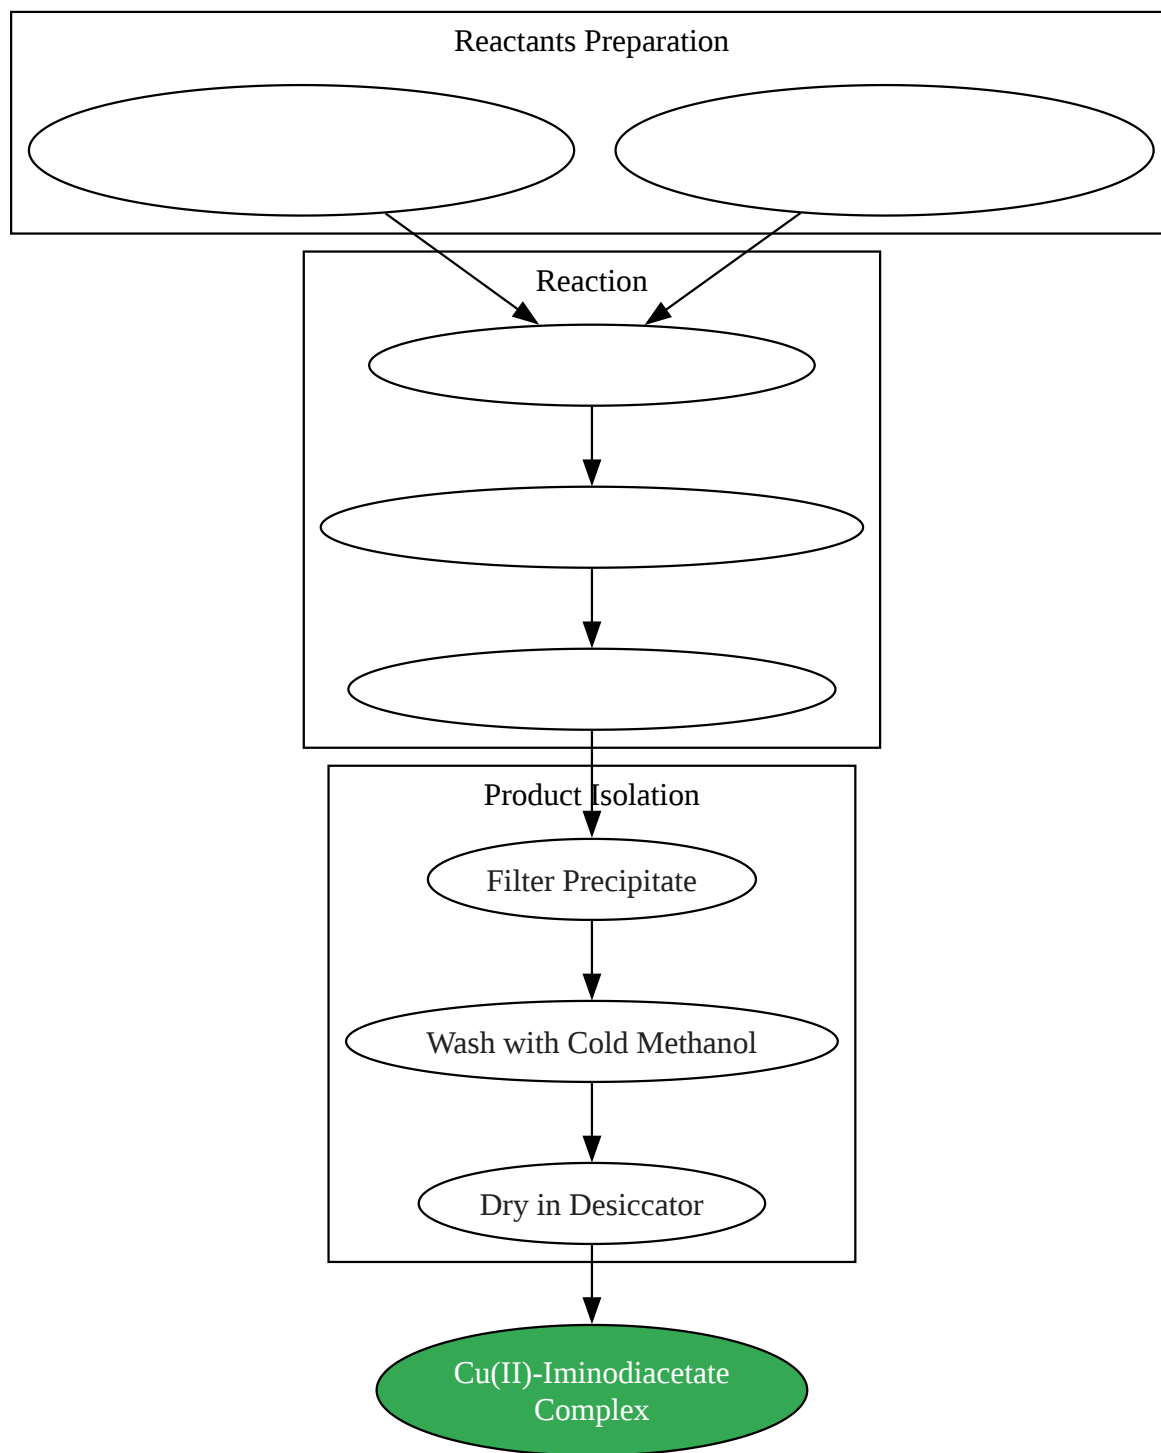 Reactants Preparation
Reaction
Product Isolation
Filter Precipitate
Wash with Cold Methanol
Dry in Desiccator
Cu(II)-Iminodiacetate
Complex